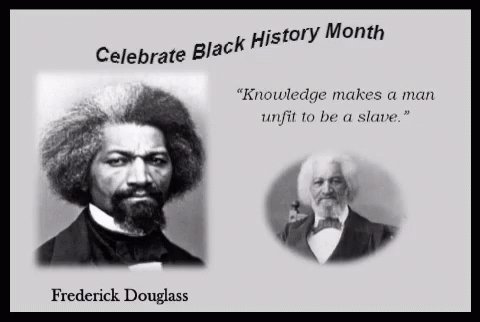 Celebrate Black History Month
“Knowledge makes a man
unfit to be a slave.”
Frederick Douglass